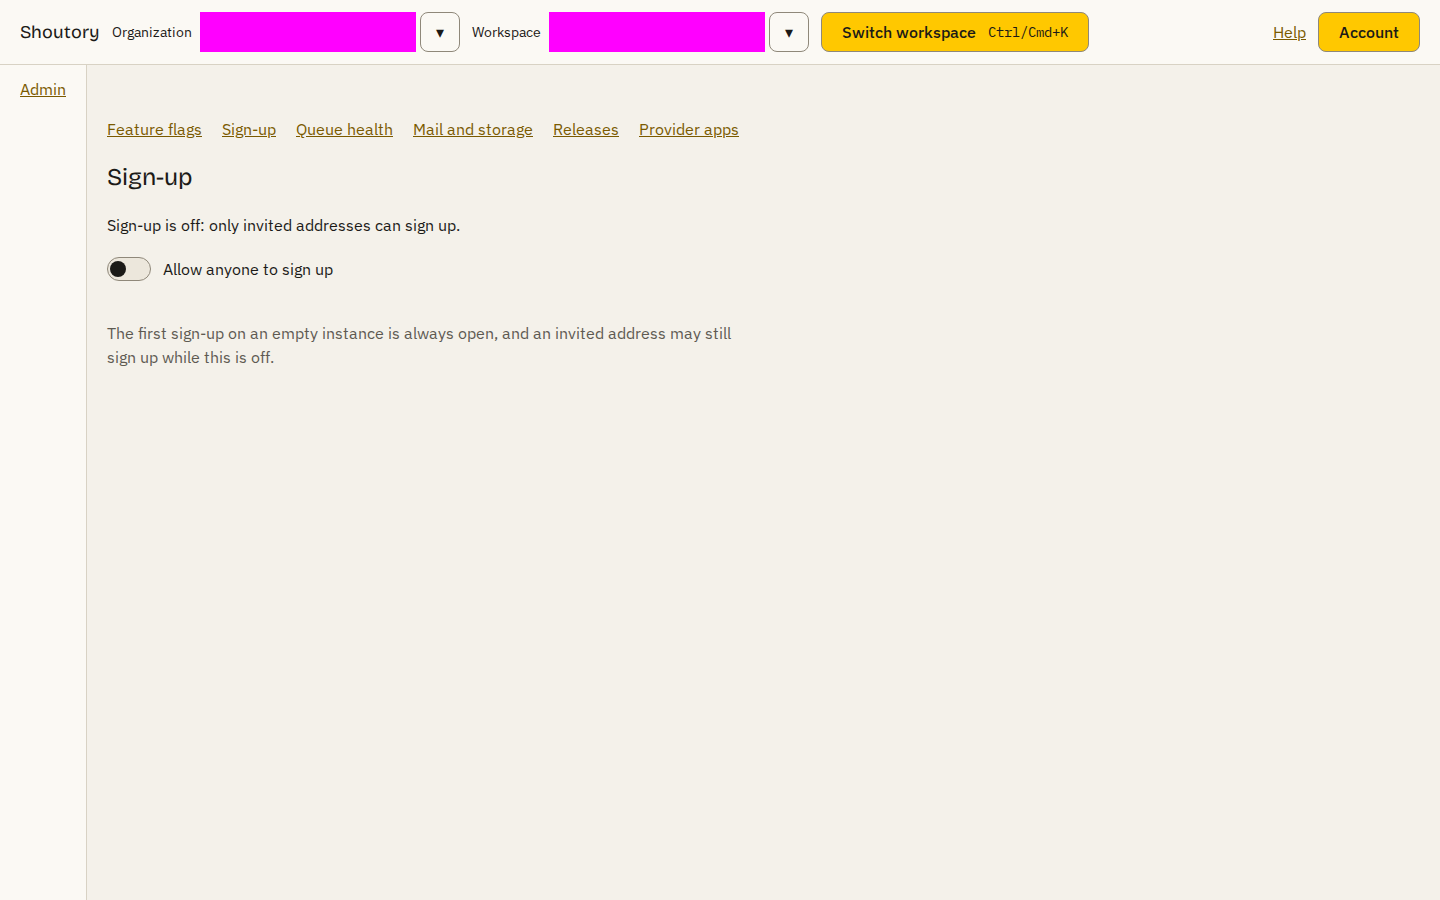 Shoutory Organization ▼ Workspace ▼ Switch workspace Ctrl/Cmd+K Help Account
Admin
Feature flags Sign-up Queue health Mail and storage Releases Provider apps
Sign-up
Sign-up is off: only invited addresses can sign up.
Allow anyone to sign up
The first sign-up on an empty instance is always open, and an invited address may still
sign up while this is off.